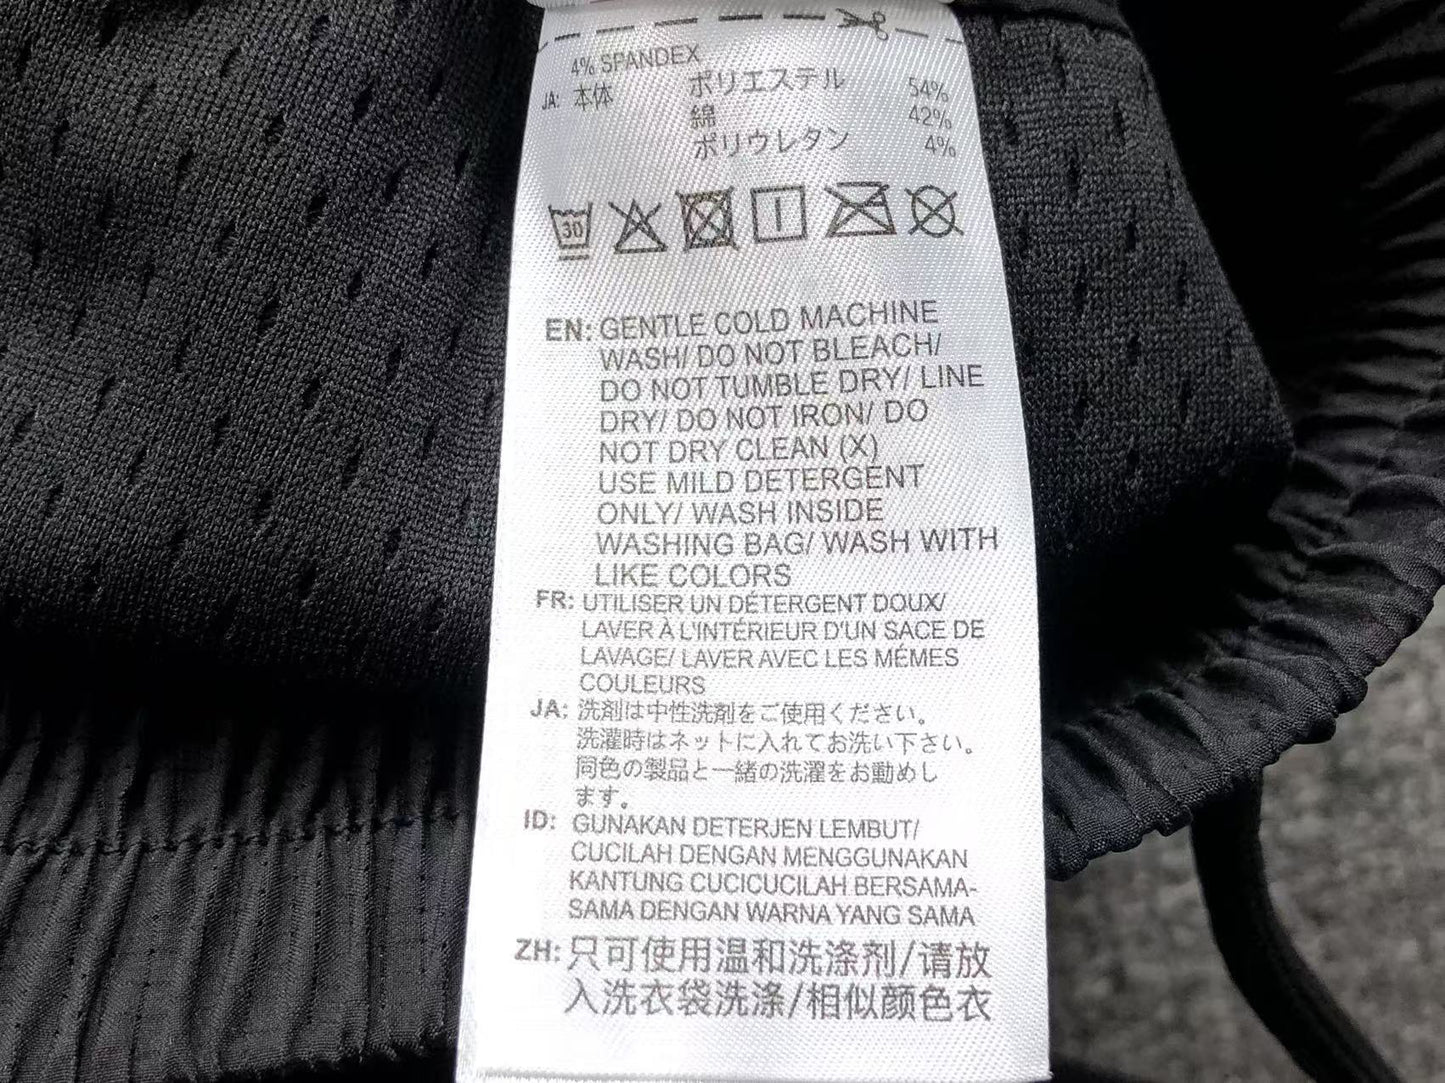 4% SPANDEX
JA: 本体 ポリエステル 54%
綿 42%
ポリウレタン 4%
30
EN: GENTLE COLD MACHINE
WASH/ DO NOT BLEACH/
DO NOT TUMBLE DRY/ LINE
DRY/ DO NOT IRON/ DO
NOT DRY CLEAN (X)
USE MILD DETERGENT
ONLY/ WASH INSIDE
WASHING BAG/ WASH WITH
LIKE COLORS
FR: UTILISER UN DÉTERGENT DOUX/
LAVER À L'INTÉRIEUR D'UN SACE DE
LAVAGE/ LAVER AVEC LES MÉMES
COULEURS
JA: 洗剤は中性洗剤をご使用ください。
洗濯時はネットに入れてお洗い下さい。
同色の製品と一緒の洗濯をお勧めし
ます。
ID: GUNAKAN DETERJEN LEMBUT/
CUCILAH DENGAN MENGGUNAKAN
KANTUNG CUCICUCILAH BERSAMA-
SAMA DENGAN WARNA YANG SAMA
ZH: 只可使用温和洗涤剂/请放
入洗衣袋洗涤/相似颜色衣